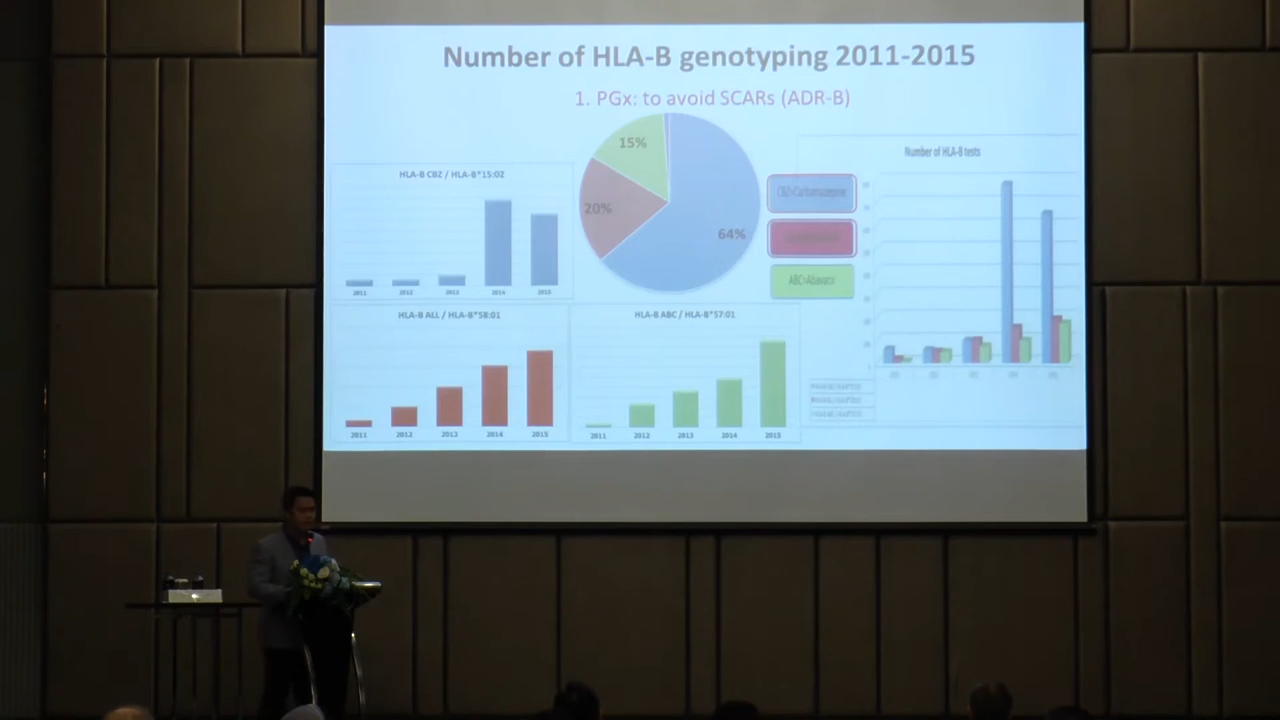 Number of HLA-B genotyping 2011-2015
1. PGx: to avoid SCARs (ADR-B)
HLA-B CBZ / HLA-B*15:02
2011 2012 2013 2014 2015
15%
20%
64%
CBZ=Carbamazepine
ABC=Abavacir
Number of HLA-B tests
HLA-B ALL / HLA-B*58:01
2011 2012 2013 2014 2015
HLA-B ABC / HLA-B*57:01
2011 2012 2013 2014 2015